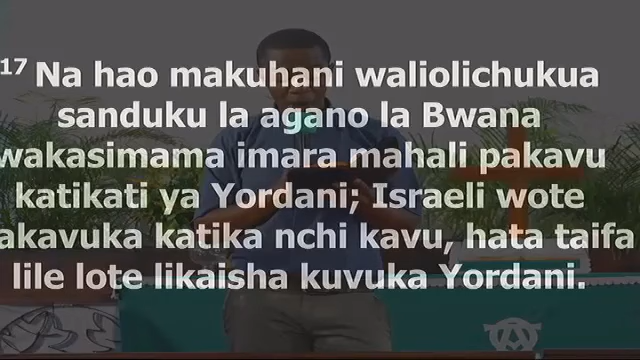 17 Na hao makuhani waliolichukua
sanduku la agano la Bwana
wakasimama imara mahali pakavu
katikati ya Yordani; Israeli wote
akavuka katika nchi kavu, hata taifa
lile lote likaisha kuvuka Yordani.